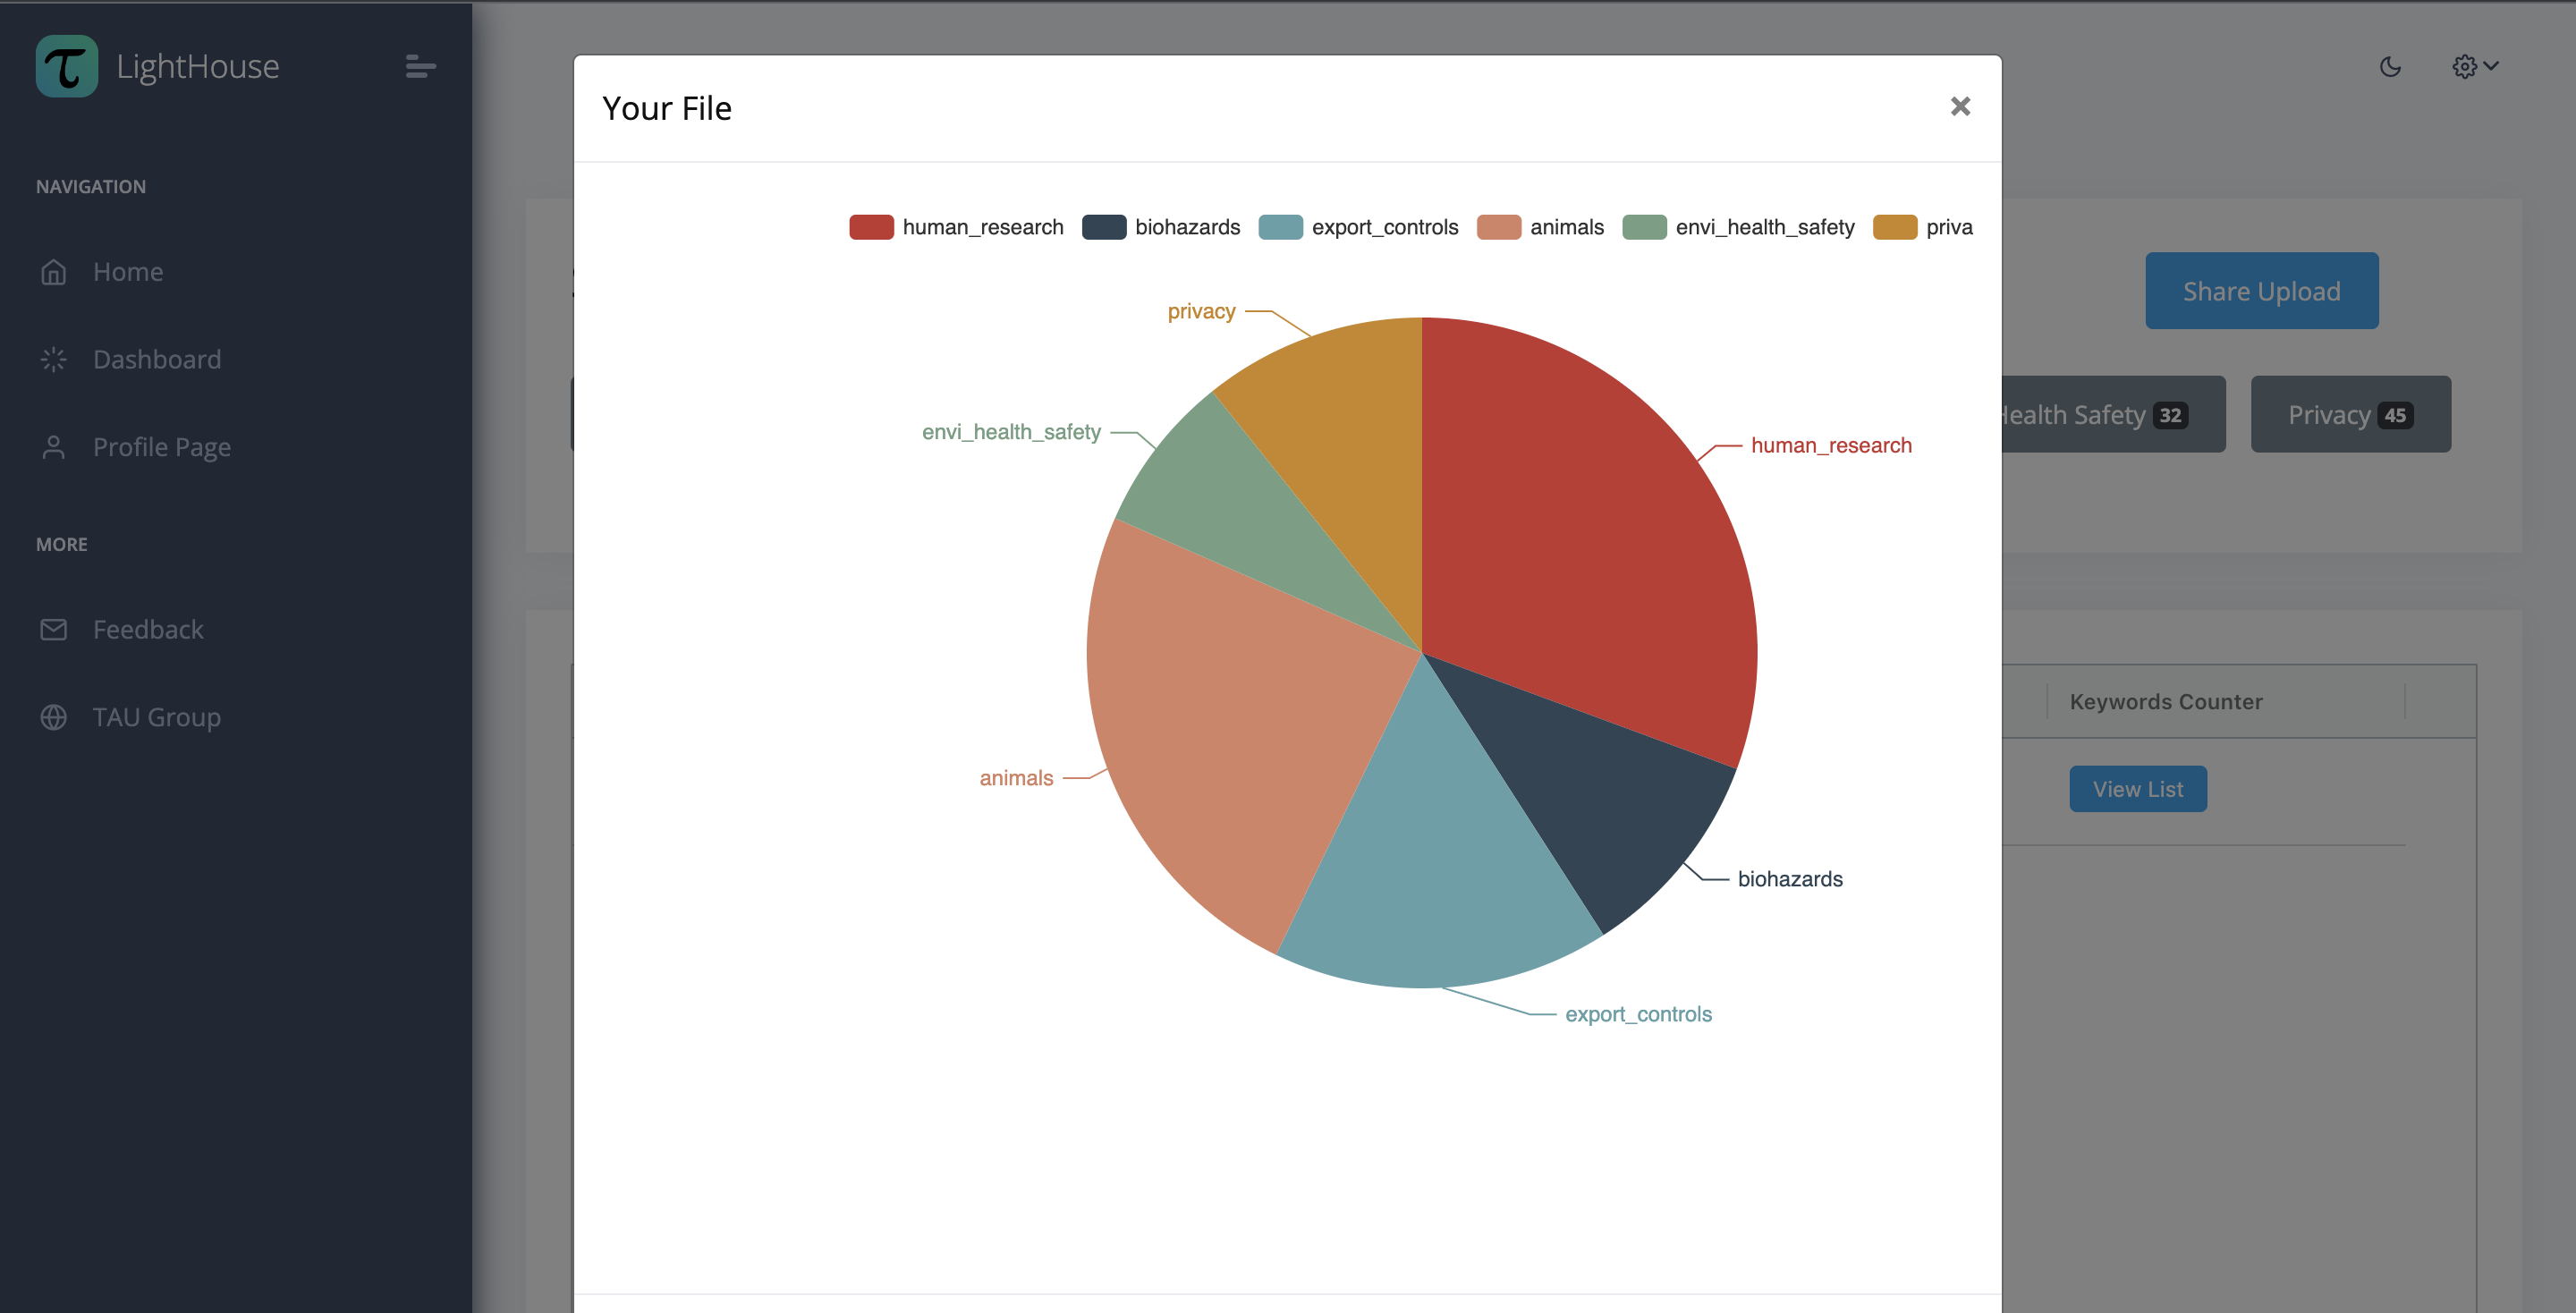 LightHouse
NAVIGATION
Home
Dashboard
Profile Page
MORE
Feedback
TAU Group
Your File
human_research biohazards export_controls animals envi_health_safety priva
privacy
envi_health_safety
human_research
animals
biohazards
export_controls
Share Upload
Health Safety 32
Privacy 45
Keywords Counter
View List